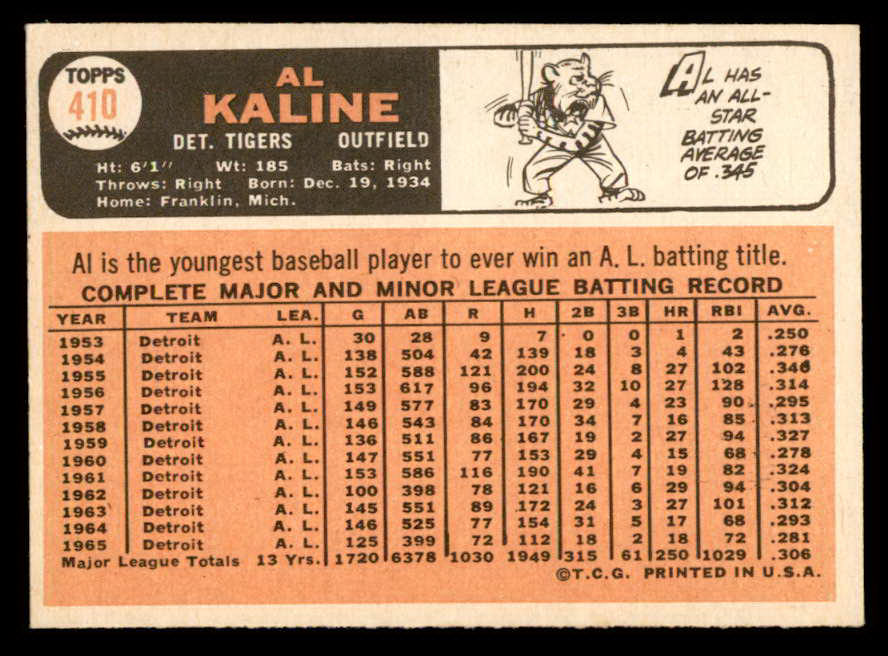 TOPPS
410
AL
KALINE
DET. TIGERS OUTFIELD
Ht: 6'1" Wt: 185 Bats: Right
Throws: Right Born: Dec. 19, 1934
Home: Franklin, Mich.
AL HAS
AN ALL-
STAR
BATTING
AVERAGE
OF .345
Al is the youngest baseball player to ever win an A. L. batting title.
COMPLETE MAJOR AND MINOR LEAGUE BATTING RECORD
YEAR TEAM LEA. G AB R H 2B 3B HR RBI AVG.
1953 Detroit A. L. 30 28 9 7 0 0 1 2 .250
1954 Detroit A. L. 138 504 42 139 18 3 4 43 .276
1955 Detroit A. L. 152 588 121 200 24 8 27 102 .340
1956 Detroit A. L. 153 617 96 194 32 10 27 128 .314
1957 Detroit A. L. 149 577 83 170 29 4 23 90 .295
1958 Detroit A. L. 146 543 84 170 34 7 16 85 .313
1959 Detroit A. L. 136 511 86 167 19 2 27 94 .327
1960 Detroit A. L. 147 551 77 153 29 4 15 68 .278
1961 Detroit A. L. 153 586 116 190 41 7 19 82 .324
1962 Detroit A. L. 100 398 78 121 16 6 29 94 .304
1963 Detroit A. L. 145 551 89 172 24 3 27 101 .312
1964 Detroit A. L. 146 525 77 154 31 5 17 68 .293
1965 Detroit A. L. 125 399 72 112 18 2 18 72 .281
Major League Totals 13 Yrs. 1720 6378 1030 1949 315 61 250 1029 .306
©T.C.G. PRINTED IN U.S.A.